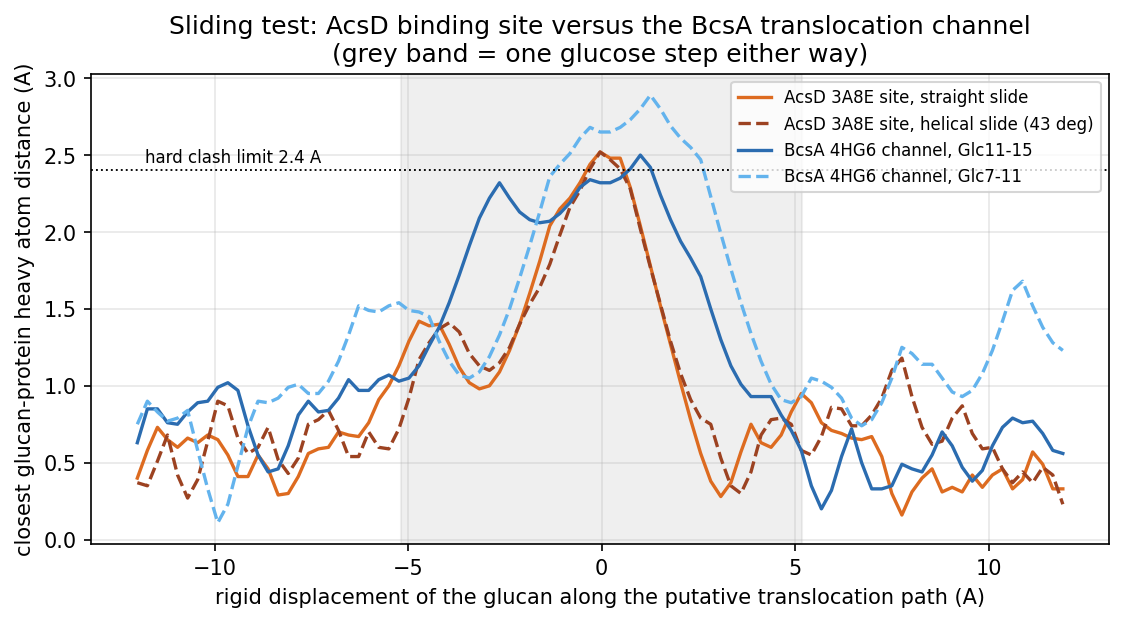 Sliding test: AcsD binding site versus the BcsA translocation channel
(grey band = one glucose step either way)
closest glucan-protein heavy atom distance (A)
3.0
2.5
2.0
1.5
1.0
0.5
0.0
hard clash limit 2.4 A
AcsD 3A8E site, straight slide
AcsD 3A8E site, helical slide (43 deg)
BcsA 4HG6 channel, Glc11-15
BcsA 4HG6 channel, Glc7-11
−10
−5
0
5
10
rigid displacement of the glucan along the putative translocation path (A)